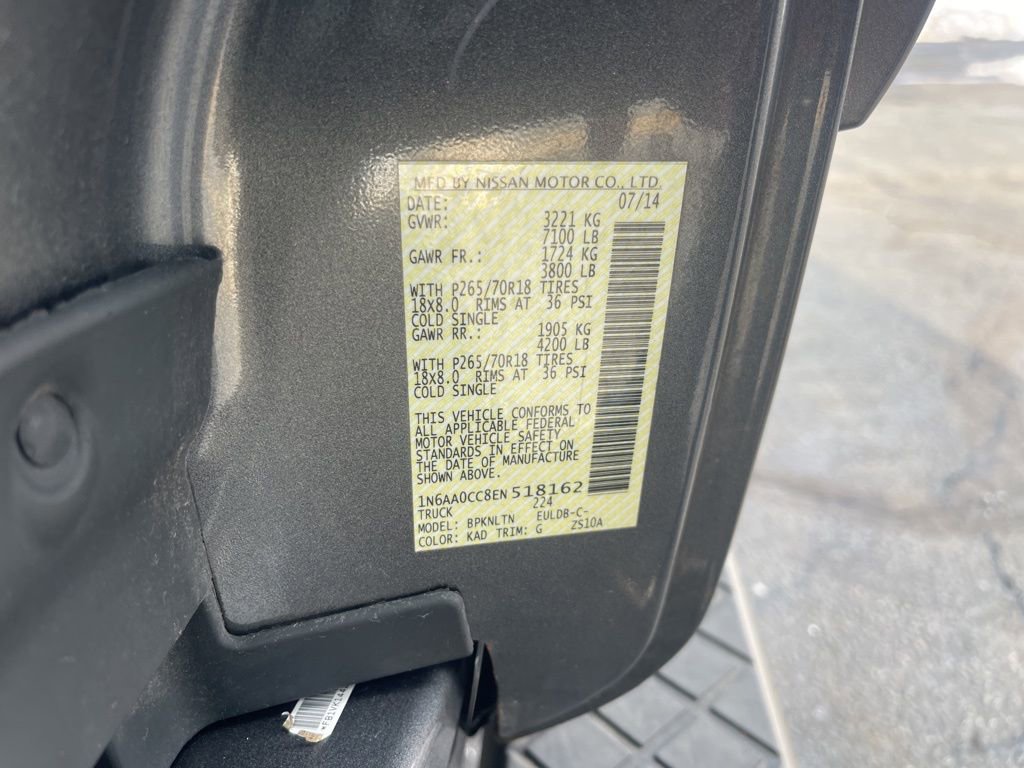 MFD BY NISSAN MOTOR CO., LTD.
DATE: 07/14
GVWR: 3221 KG
7100 LB
GAWR FR.: 1724 KG
3800 LB
WITH P265/70R18 TIRES
18X8.0 RIMS AT 36 PSI
COLD SINGLE
GAWR RR.: 1905 KG
4200 LB
WITH P265/70R18 TIRES
18X8.0 RIMS AT 36 PSI
COLD SINGLE
THIS VEHICLE CONFORMS TO
ALL APPLICABLE FEDERAL
MOTOR VEHICLE SAFETY
STANDARDS IN EFFECT ON
THE DATE OF MANUFACTURE
SHOWN ABOVE.
1N6AA0CC8EN518162
TRUCK 224
MODEL: BPKNLTN EULDB-C-
COLOR: KAD TRIM: G ZS10A